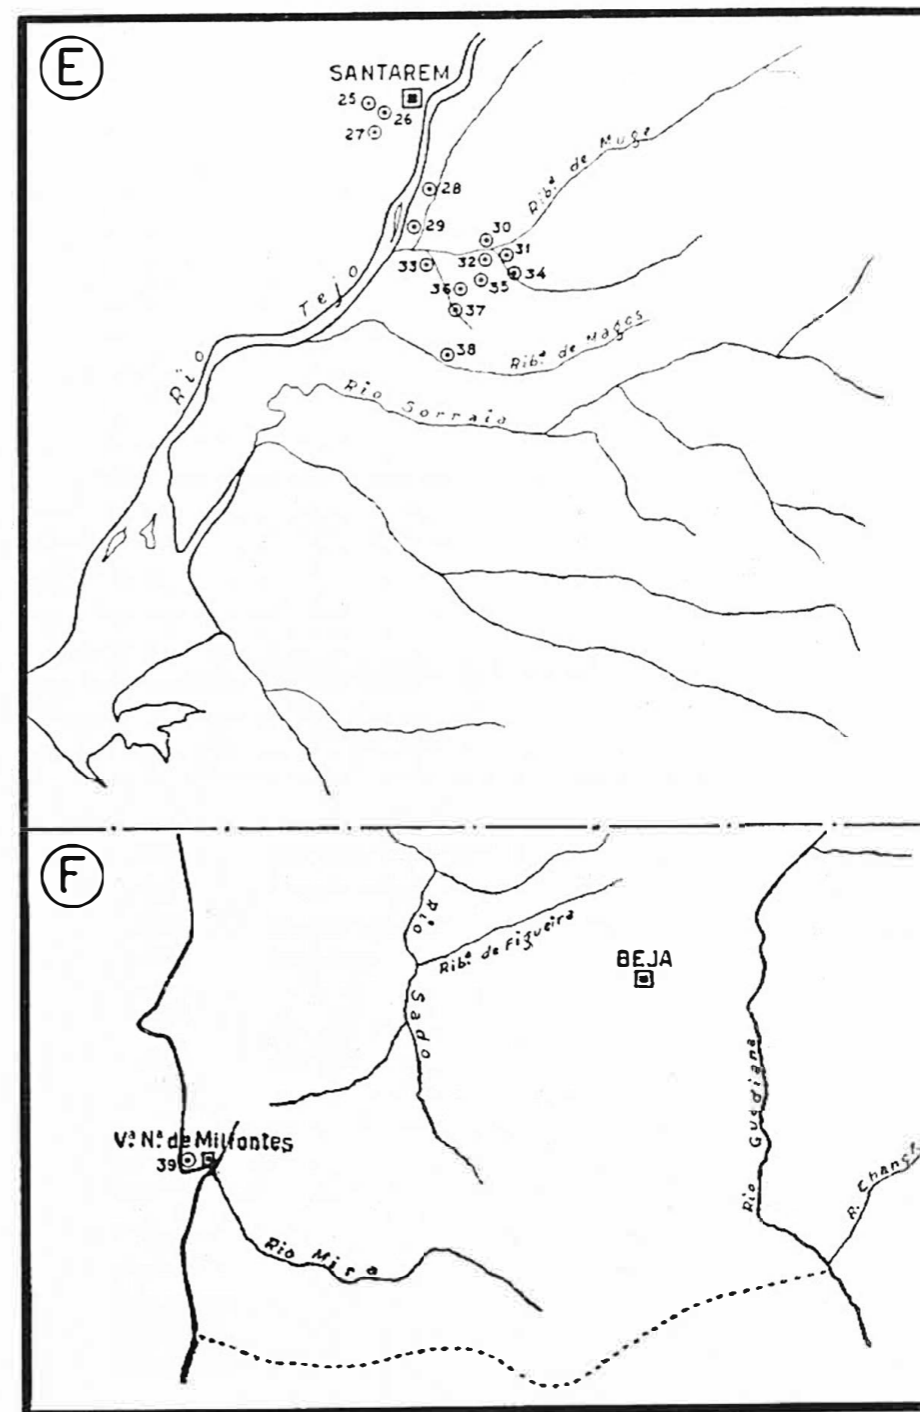 E
SANTAREM
25
26
27
28
29
Ribª de Muge
30
31
32
33
34
35
36
37
38
Rio Tejo
Ribª de Magos
Rio Sorraia
F
Rio Sado
Ribª de Figueira
BEJA
Vª Nª de Milfontes
39
Rio Mira
Rio Guadiana